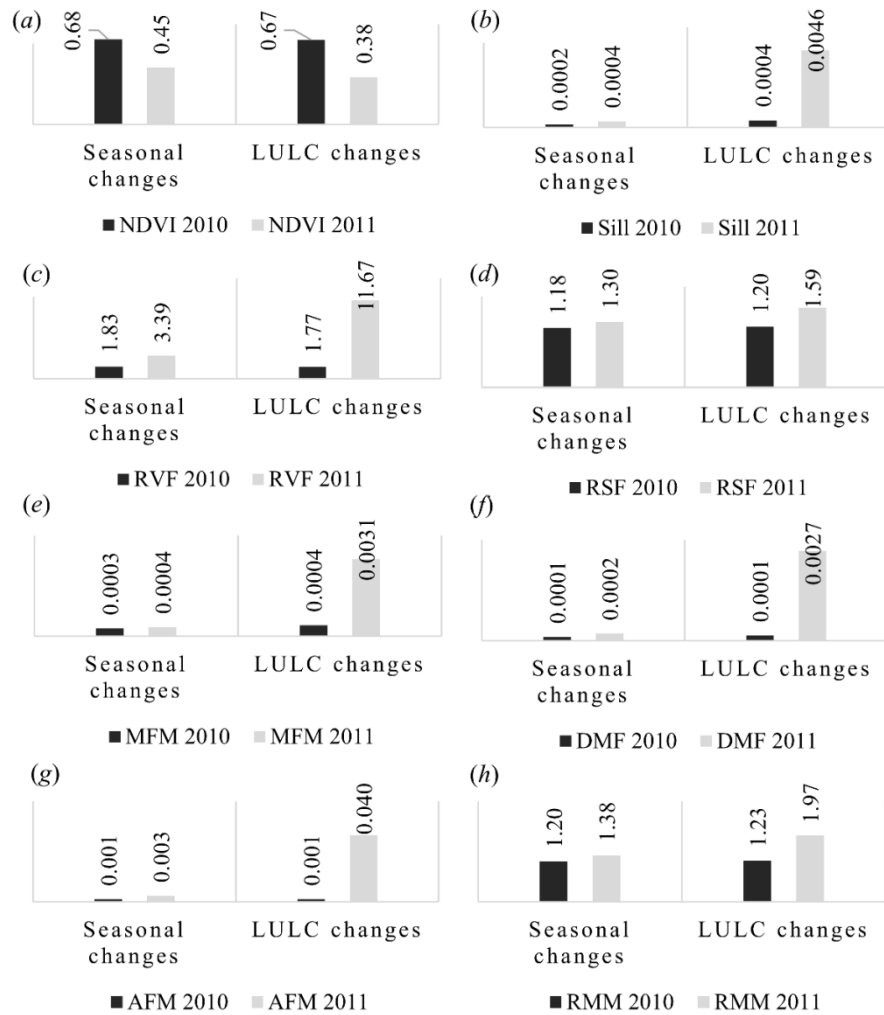 (a)
0.68
0.45
0.67
0.38
Seasonal changes
LULC changes
NDVI 2010 NDVI 2011
(b)
0.0002
0.0004
0.0004
0.0046
Seasonal changes
LULC changes
Sill 2010 Sill 2011
(c)
1.83
3.39
1.77
11.67
Seasonal changes
LULC changes
RVF 2010 RVF 2011
(d)
1.18
1.30
1.20
1.59
Seasonal changes
LULC changes
RSF 2010 RSF 2011
(e)
0.0003
0.0004
0.0004
0.0031
Seasonal changes
LULC changes
MFM 2010 MFM 2011
(f)
0.0001
0.0002
0.0001
0.0027
Seasonal changes
LULC changes
DMF 2010 DMF 2011
(g)
0.001
0.003
0.001
0.040
Seasonal changes
LULC changes
AFM 2010 AFM 2011
(h)
1.20
1.38
1.23
1.97
Seasonal changes
LULC changes
RMM 2010 RMM 2011